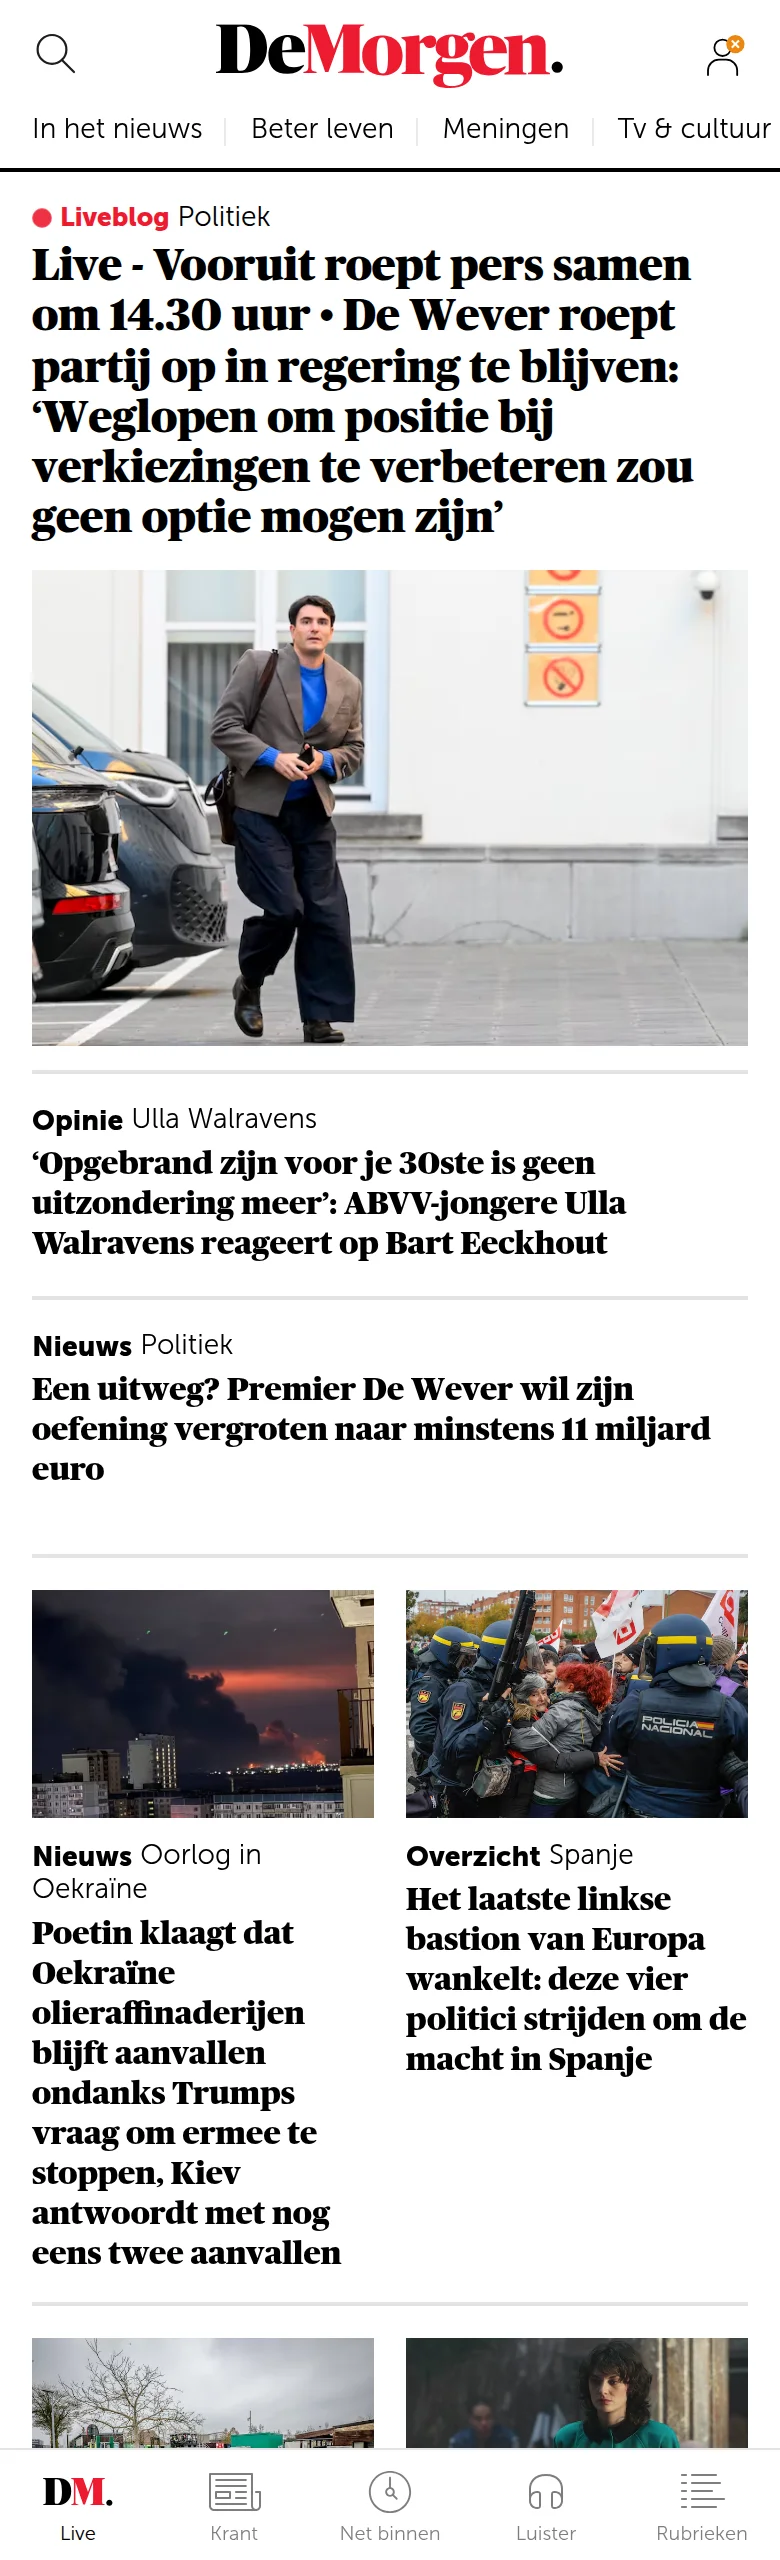 DeMorgen.
In het nieuws
Beter leven
Meningen
Tv & cultuur
Liveblog Politiek
Live - Vooruit roept pers samen
om 14.30 uur • De Wever roept
partij op in regering te blijven:
‘Weglopen om positie bij
verkiezingen te verbeteren zou
geen optie mogen zijn’
Opinie Ulla Walravens
‘Opgebrand zijn voor je 30ste is geen
uitzondering meer’: ABVV-jongere Ulla
Walravens reageert op Bart Eeckhout
Nieuws Politiek
Een uitweg? Premier De Wever wil zijn
oefening vergroten naar minstens 11 miljard
euro
POLICIA
NACIONAL
Nieuws Oorlog in
Oekraïne
Poetin klaagt dat
Oekraïne
olieraffinaderijen
blijft aanvallen
ondanks Trumps
vraag om ermee te
stoppen, Kiev
antwoordt met nog
eens twee aanvallen
Overzicht Spanje
Het laatste linkse
bastion van Europa
wankelt: deze vier
politici strijden om de
macht in Spanje
DM.
Live
Krant
Net binnen
Luister
Rubrieken